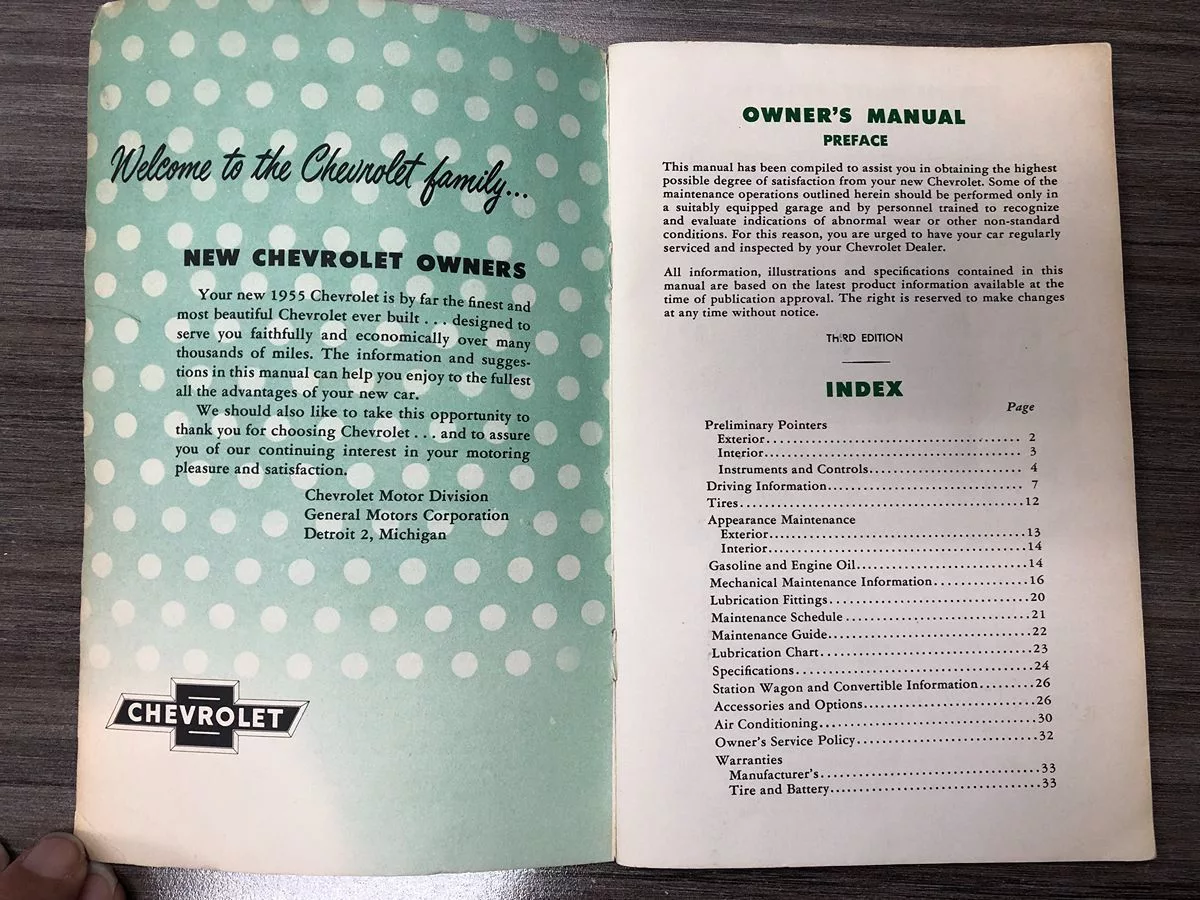 Welcome to the Chevrolet family...
NEW CHEVROLET OWNERS
Your new 1955 Chevrolet is by far the finest and
most beautiful Chevrolet ever built . . . designed to
serve you faithfully and economically over many
thousands of miles. The information and sugges-
tions in this manual can help you enjoy to the fullest
all the advantages of your new car.
We should also like to take this opportunity to
thank you for choosing Chevrolet . . . and to assure
you of our continuing interest in your motoring
pleasure and satisfaction.
Chevrolet Motor Division
General Motors Corporation
Detroit 2, Michigan
CHEVROLET
OWNER'S MANUAL
PREFACE
This manual has been compiled to assist you in obtaining the highest
possible degree of satisfaction from your new Chevrolet. Some of the
maintenance operations outlined herein should be performed only in
a suitably equipped garage and by personnel trained to recognize
and evaluate indications of abnormal wear or other non-standard
conditions. For this reason, you are urged to have your car regularly
serviced and inspected by your Chevrolet Dealer.
All information, illustrations and specifications contained in this
manual are based on the latest product information available at the
time of publication approval. The right is reserved to make changes
at any time without notice.
THIRD EDITION
INDEX
Page
Preliminary Pointers
Exterior........................................ 2
Interior........................................ 3
Instruments and Controls........................ 4
Driving Information............................. 7
Tires...........................................12
Appearance Maintenance
Exterior........................................13
Interior........................................14
Gasoline and Engine Oil.........................14
Mechanical Maintenance Information..............16
Lubrication Fittings............................20
Maintenance Schedule............................21
Maintenance Guide...............................22
Lubrication Chart...............................23
Specifications..................................24
Station Wagon and Convertible Information.......26
Accessories and Options.........................26
Air Conditioning................................30
Owner's Service Policy..........................32
Warranties
Manufacturer's..................................33
Tire and Battery................................33